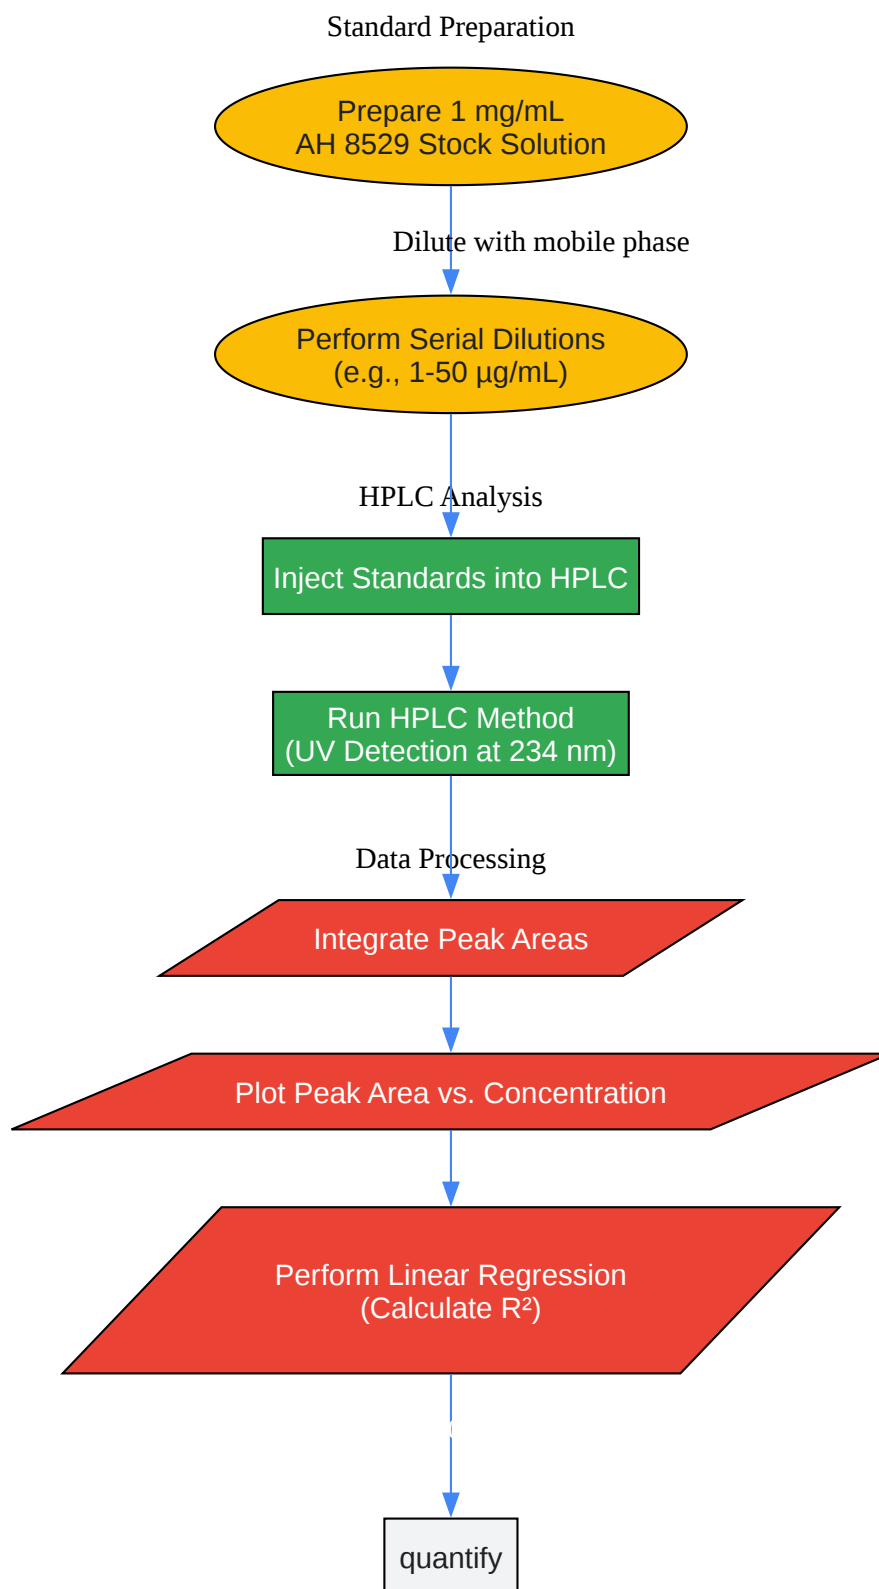 Standard Preparation
Prepare 1 mg/mL
AH 8529 Stock Solution
Dilute with mobile phase
Perform Serial Dilutions
(e.g., 1-50 µg/mL)
HPLC Analysis
Inject Standards into HPLC
Run HPLC Method
(UV Detection at 234 nm)
Data Processing
Integrate Peak Areas
Plot Peak Area vs. Concentration
Perform Linear Regression
(Calculate R²)
quantify